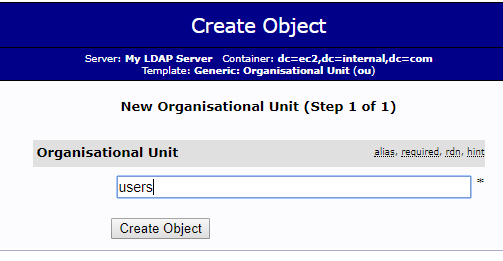 Create Object
Server: My LDAP Server Container: dc=ec2,dc=internal,dc=com
Template: Generic: Organisational Unit (ou)
New Organisational Unit (Step 1 of 1)
Organisational Unit alias, required, rdn, hint
users *
Create Object